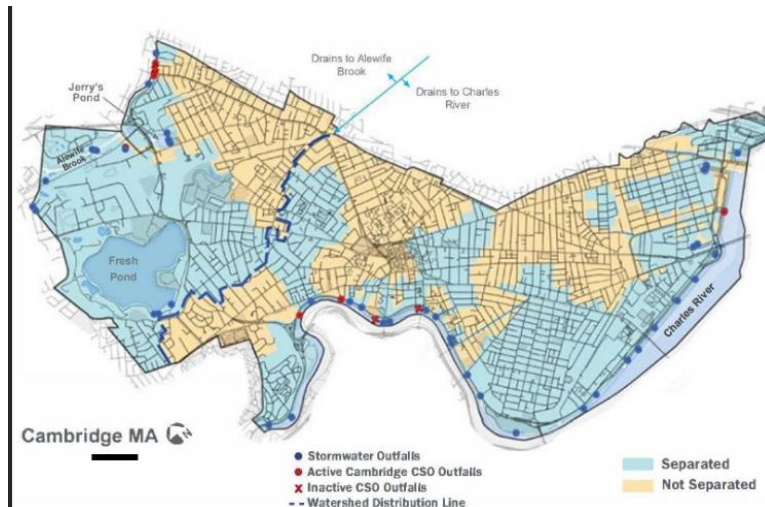 Drains to Alewife
Brook
Drains to Charles
River
Jerry's
Pond
Alewife
Brook
Fresh
Pond
Charles River
Cambridge MA
N
Stormwater Outfalls
Active Cambridge CSO Outfalls
Inactive CSO Outfalls
Watershed Distribution Line
Separated
Not Separated